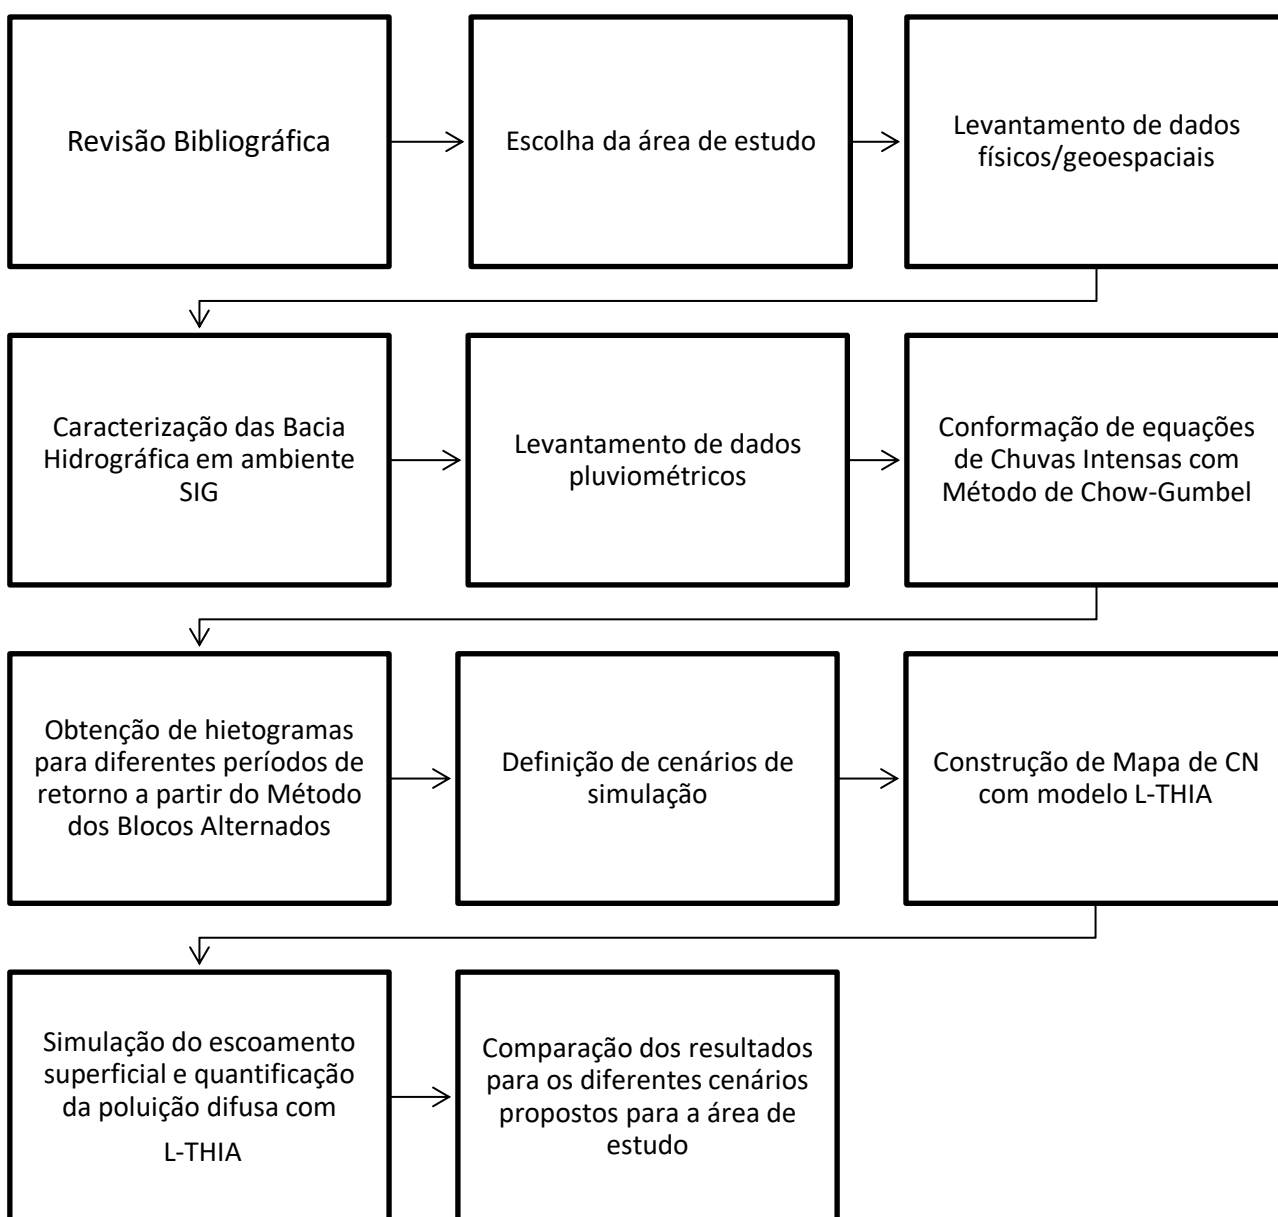 Revisão Bibliográfica
Escolha da área de estudo
Levantamento de dados
físicos/geoespaciais
Caracterização das Bacia
Hidrográfica em ambiente
SIG
Levantamento de dados
pluviométricos
Conformação de equações
de Chuvas Intensas com
Método de Chow-Gumbel
Obtenção de hietogramas
para diferentes períodos de
retorno a partir do Método
dos Blocos Alternados
Definição de cenários de
simulação
Construção de Mapa de CN
com modelo L-THIA
Simulação do escoamento
superficial e quantificação
da poluição difusa com
L-THIA
Comparação dos resultados
para os diferentes cenários
propostos para a área de
estudo